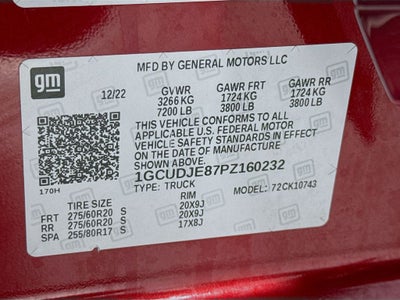 gm
MFD BY GENERAL MOTORS LLC
12/22 GVWR GAWR FRT GAWR RR
3266 KG 1724 KG 1724 KG
7200 LB 3800 LB 3800 LB
THIS VEHICLE CONFORMS TO ALL
APPLICABLE U.S. FEDERAL MOTOR
VEHICLE SAFETY STANDARDS IN EFFECT
ON THE DATE OF MANUFACTURE
SHOWN ABOVE.
170H
1GCUDJE87PZ160232
TYPE: TRUCK
MODEL: 72CK10743
TIRE SIZE RIM
FRT 275/60R20 S 20X9J
RR 275/60R20 S 20X9J
SPA 255/80R17 S 17X8J